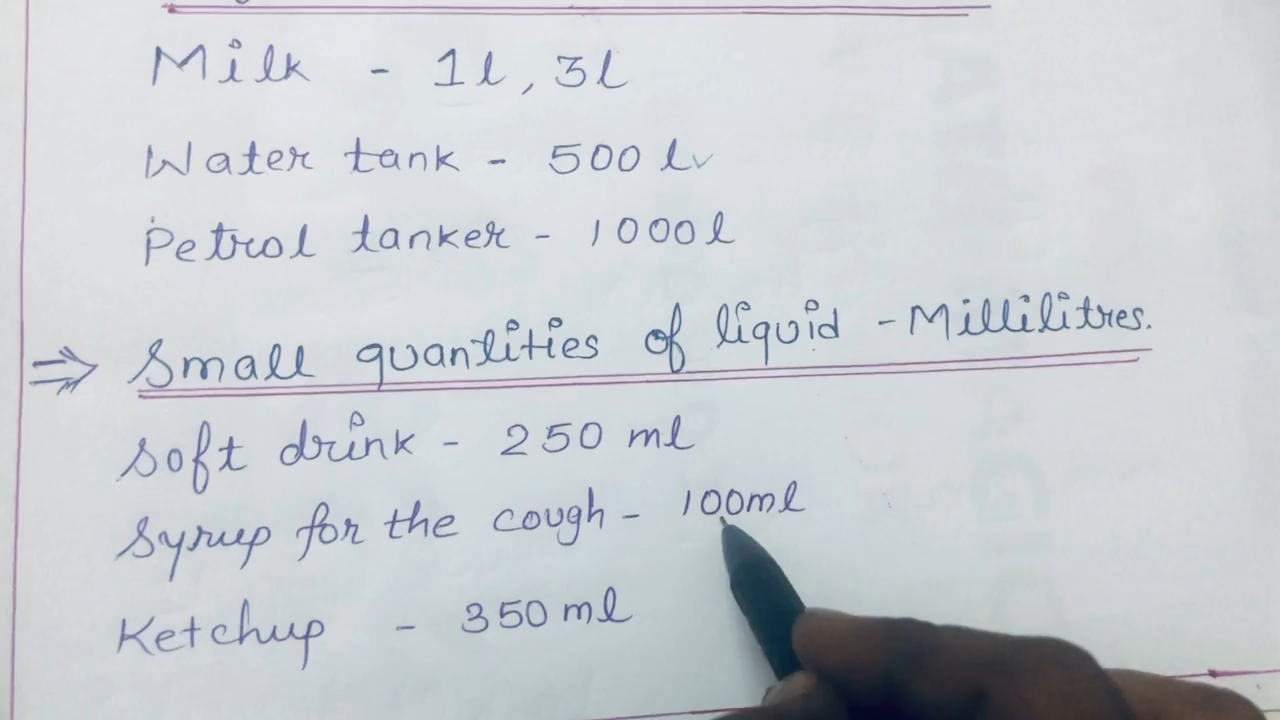 Milk - 1l, 3l
Water tank - 500 l
Petrol tanker - 1000l
⇒ Small quantities of liquid - Millilitres.
Soft drink - 250 ml
Syrup for the cough - 100ml
Ketchup - 350 ml